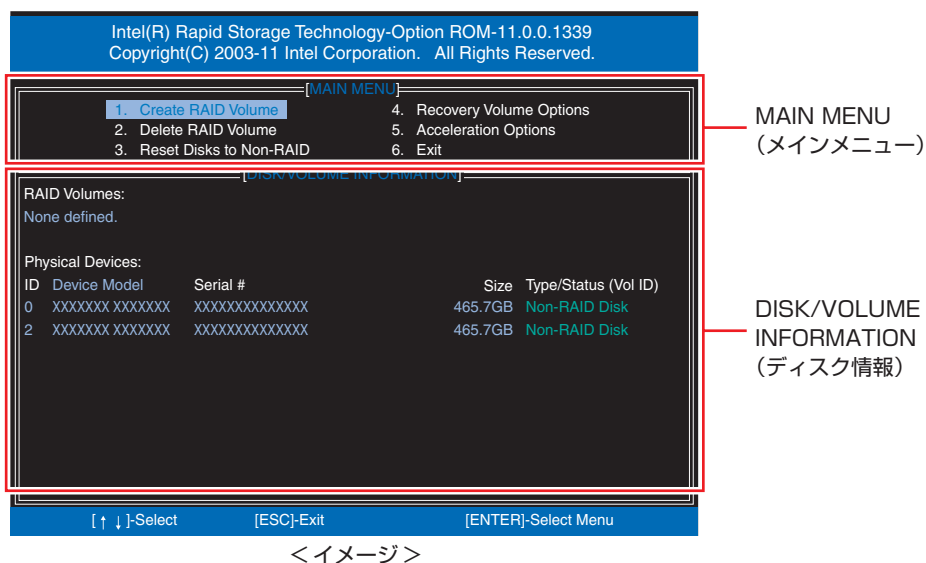 Intel(R) Rapid Storage Technology-Option ROM-11.0.0.1339
Copyright(C) 2003-11 Intel Corporation. All Rights Reserved.
[MAIN MENU]
1. Create RAID Volume 4. Recovery Volume Options
2. Delete RAID Volume 5. Acceleration Options
3. Reset Disks to Non-RAID 6. Exit
MAIN MENU
（メインメニュー）
[DISK/VOLUME INFORMATION]
RAID Volumes:
None defined.
Physical Devices:
ID Device Model Serial # Size Type/Status (Vol ID)
0 XXXXXXX XXXXXXX XXXXXXXXXXXXXX 465.7GB Non-RAID Disk
2 XXXXXXX XXXXXXX XXXXXXXXXXXXXX 465.7GB Non-RAID Disk
DISK/VOLUME
INFORMATION
（ディスク情報）
[↑ ↓]-Select [ESC]-Exit [ENTER]-Select Menu
＜イメージ＞